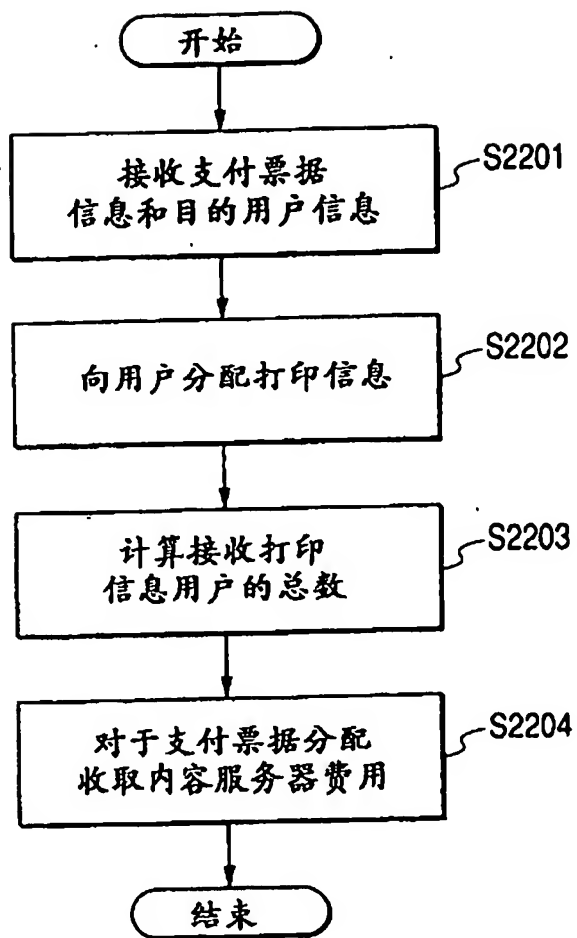 开始
接收支付票据
信息和目的用户信息
S2201
向用户分配打印信息
S2202
计算接收打印
信息用户的总数
S2203
对于支付票据分配
收取内容服务器费用
S2204
结束